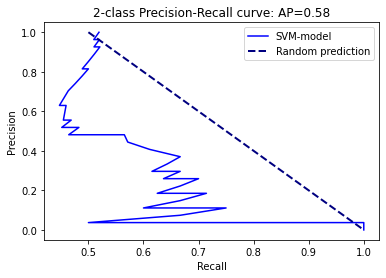 2-class Precision-Recall curve: AP=0.58
SVM-model
Random prediction
Precision
1.0
0.8
0.6
0.4
0.2
0.0
0.5
0.6
0.7
0.8
0.9
1.0
Recall